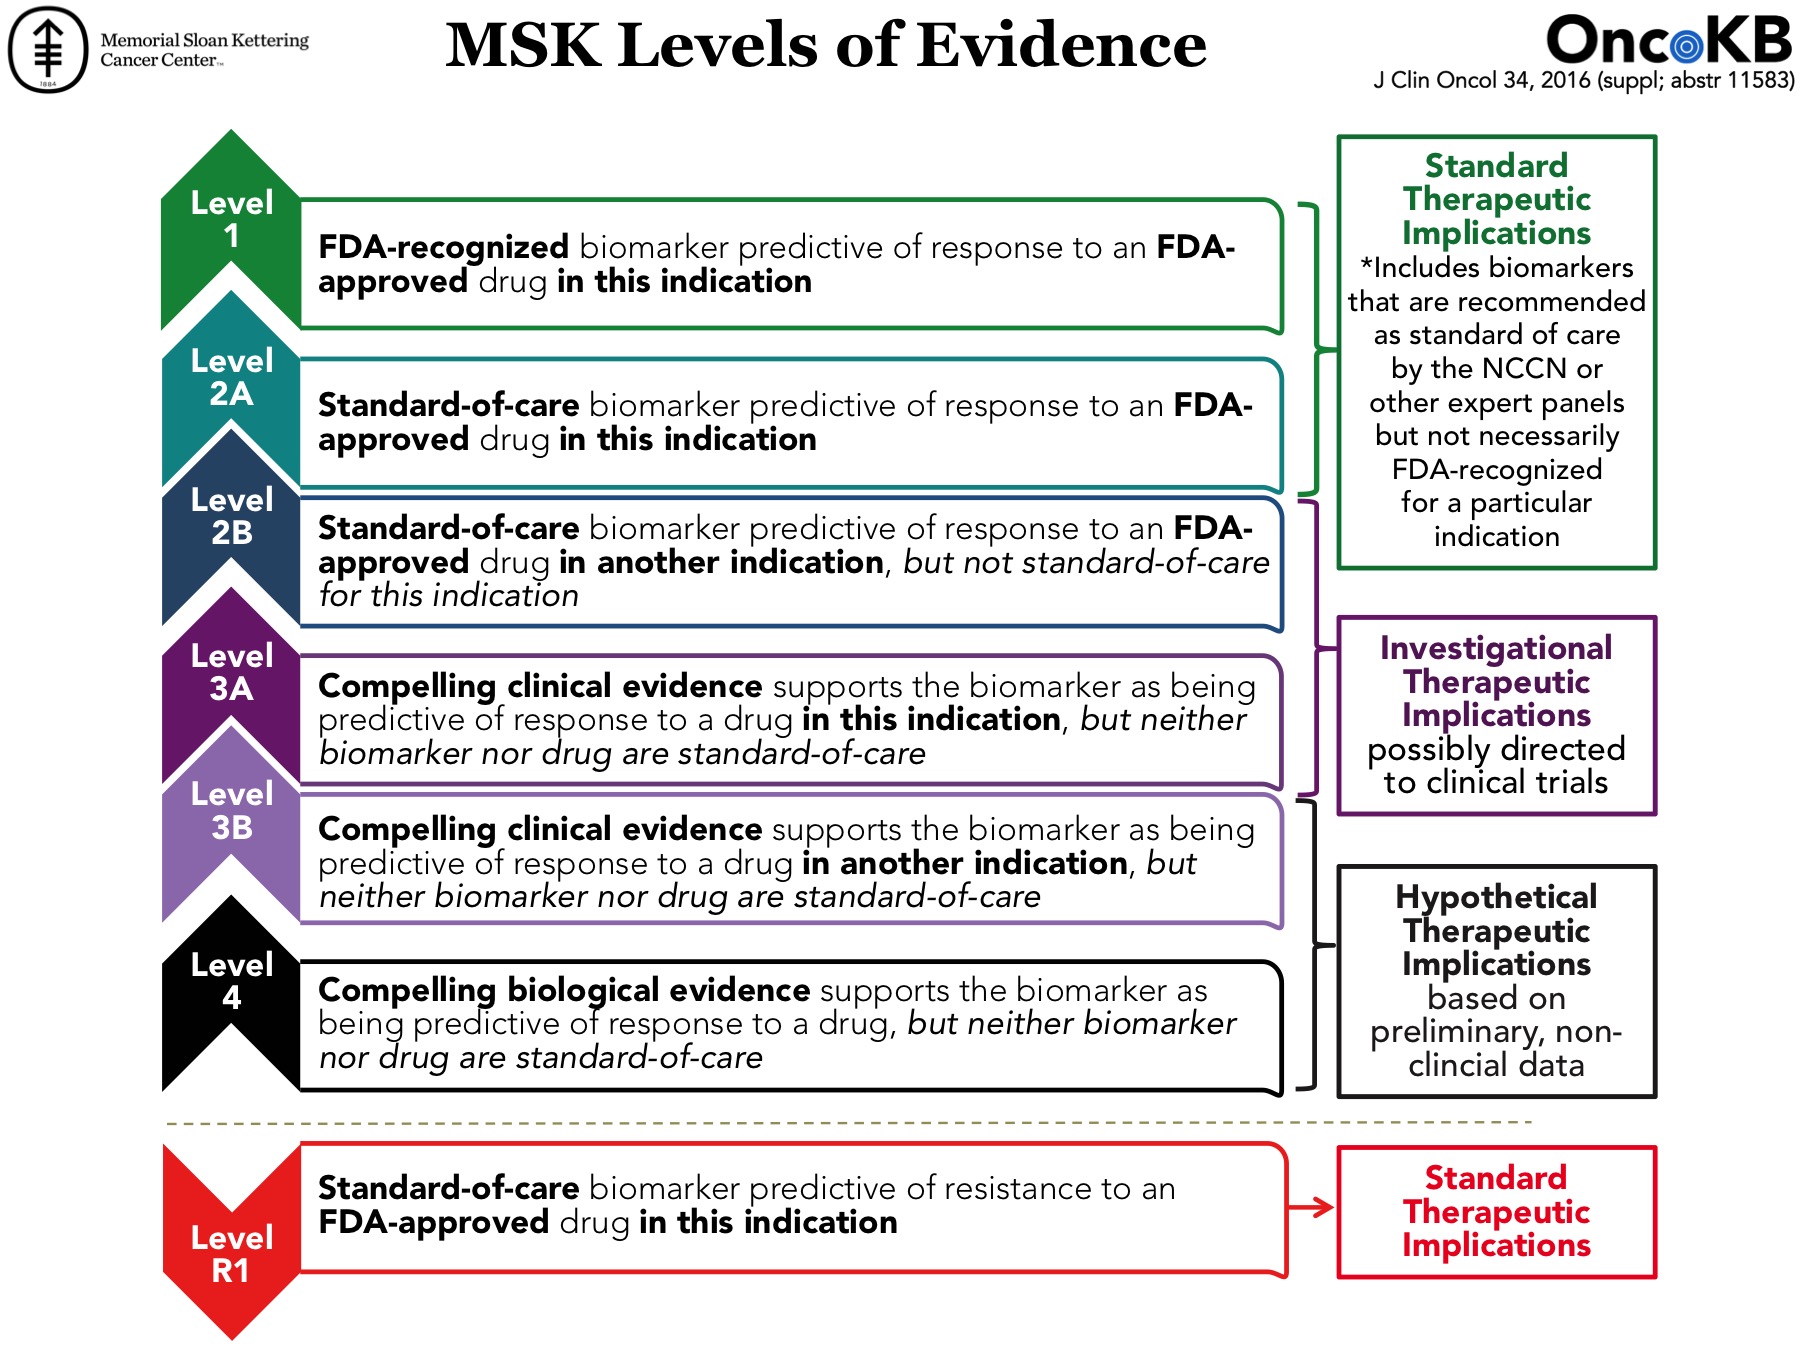 Memorial Sloan Kettering
Cancer Center™
1884
MSK Levels of Evidence
OncoKB
J Clin Oncol 34, 2016 (suppl; abstr 11583)
Level
1
FDA-recognized biomarker predictive of response to an FDA-
approved drug in this indication
Level
2A
Standard-of-care biomarker predictive of response to an FDA-
approved drug in this indication
Level
2B
Standard-of-care biomarker predictive of response to an FDA-
approved drug in another indication, but not standard-of-care
for this indication
Level
3A
Compelling clinical evidence supports the biomarker as being
predictive of response to a drug in this indication, but neither
biomarker nor drug are standard-of-care
Level
3B
Compelling clinical evidence supports the biomarker as being
predictive of response to a drug in another indication, but
neither biomarker nor drug are standard-of-care
Level
4
Compelling biological evidence supports the biomarker as
being predictive of response to a drug, but neither biomarker
nor drug are standard-of-care
Level
R1
Standard-of-care biomarker predictive of resistance to an
FDA-approved drug in this indication
Standard
Therapeutic
Implications
*Includes biomarkers
that are recommended
as standard of care
by the NCCN or
other expert panels
but not necessarily
FDA-recognized
for a particular
indication
Investigational
Therapeutic
Implications
possibly directed
to clinical trials
Hypothetical
Therapeutic
Implications
based on
preliminary, non-
clincial data
Standard
Therapeutic
Implications